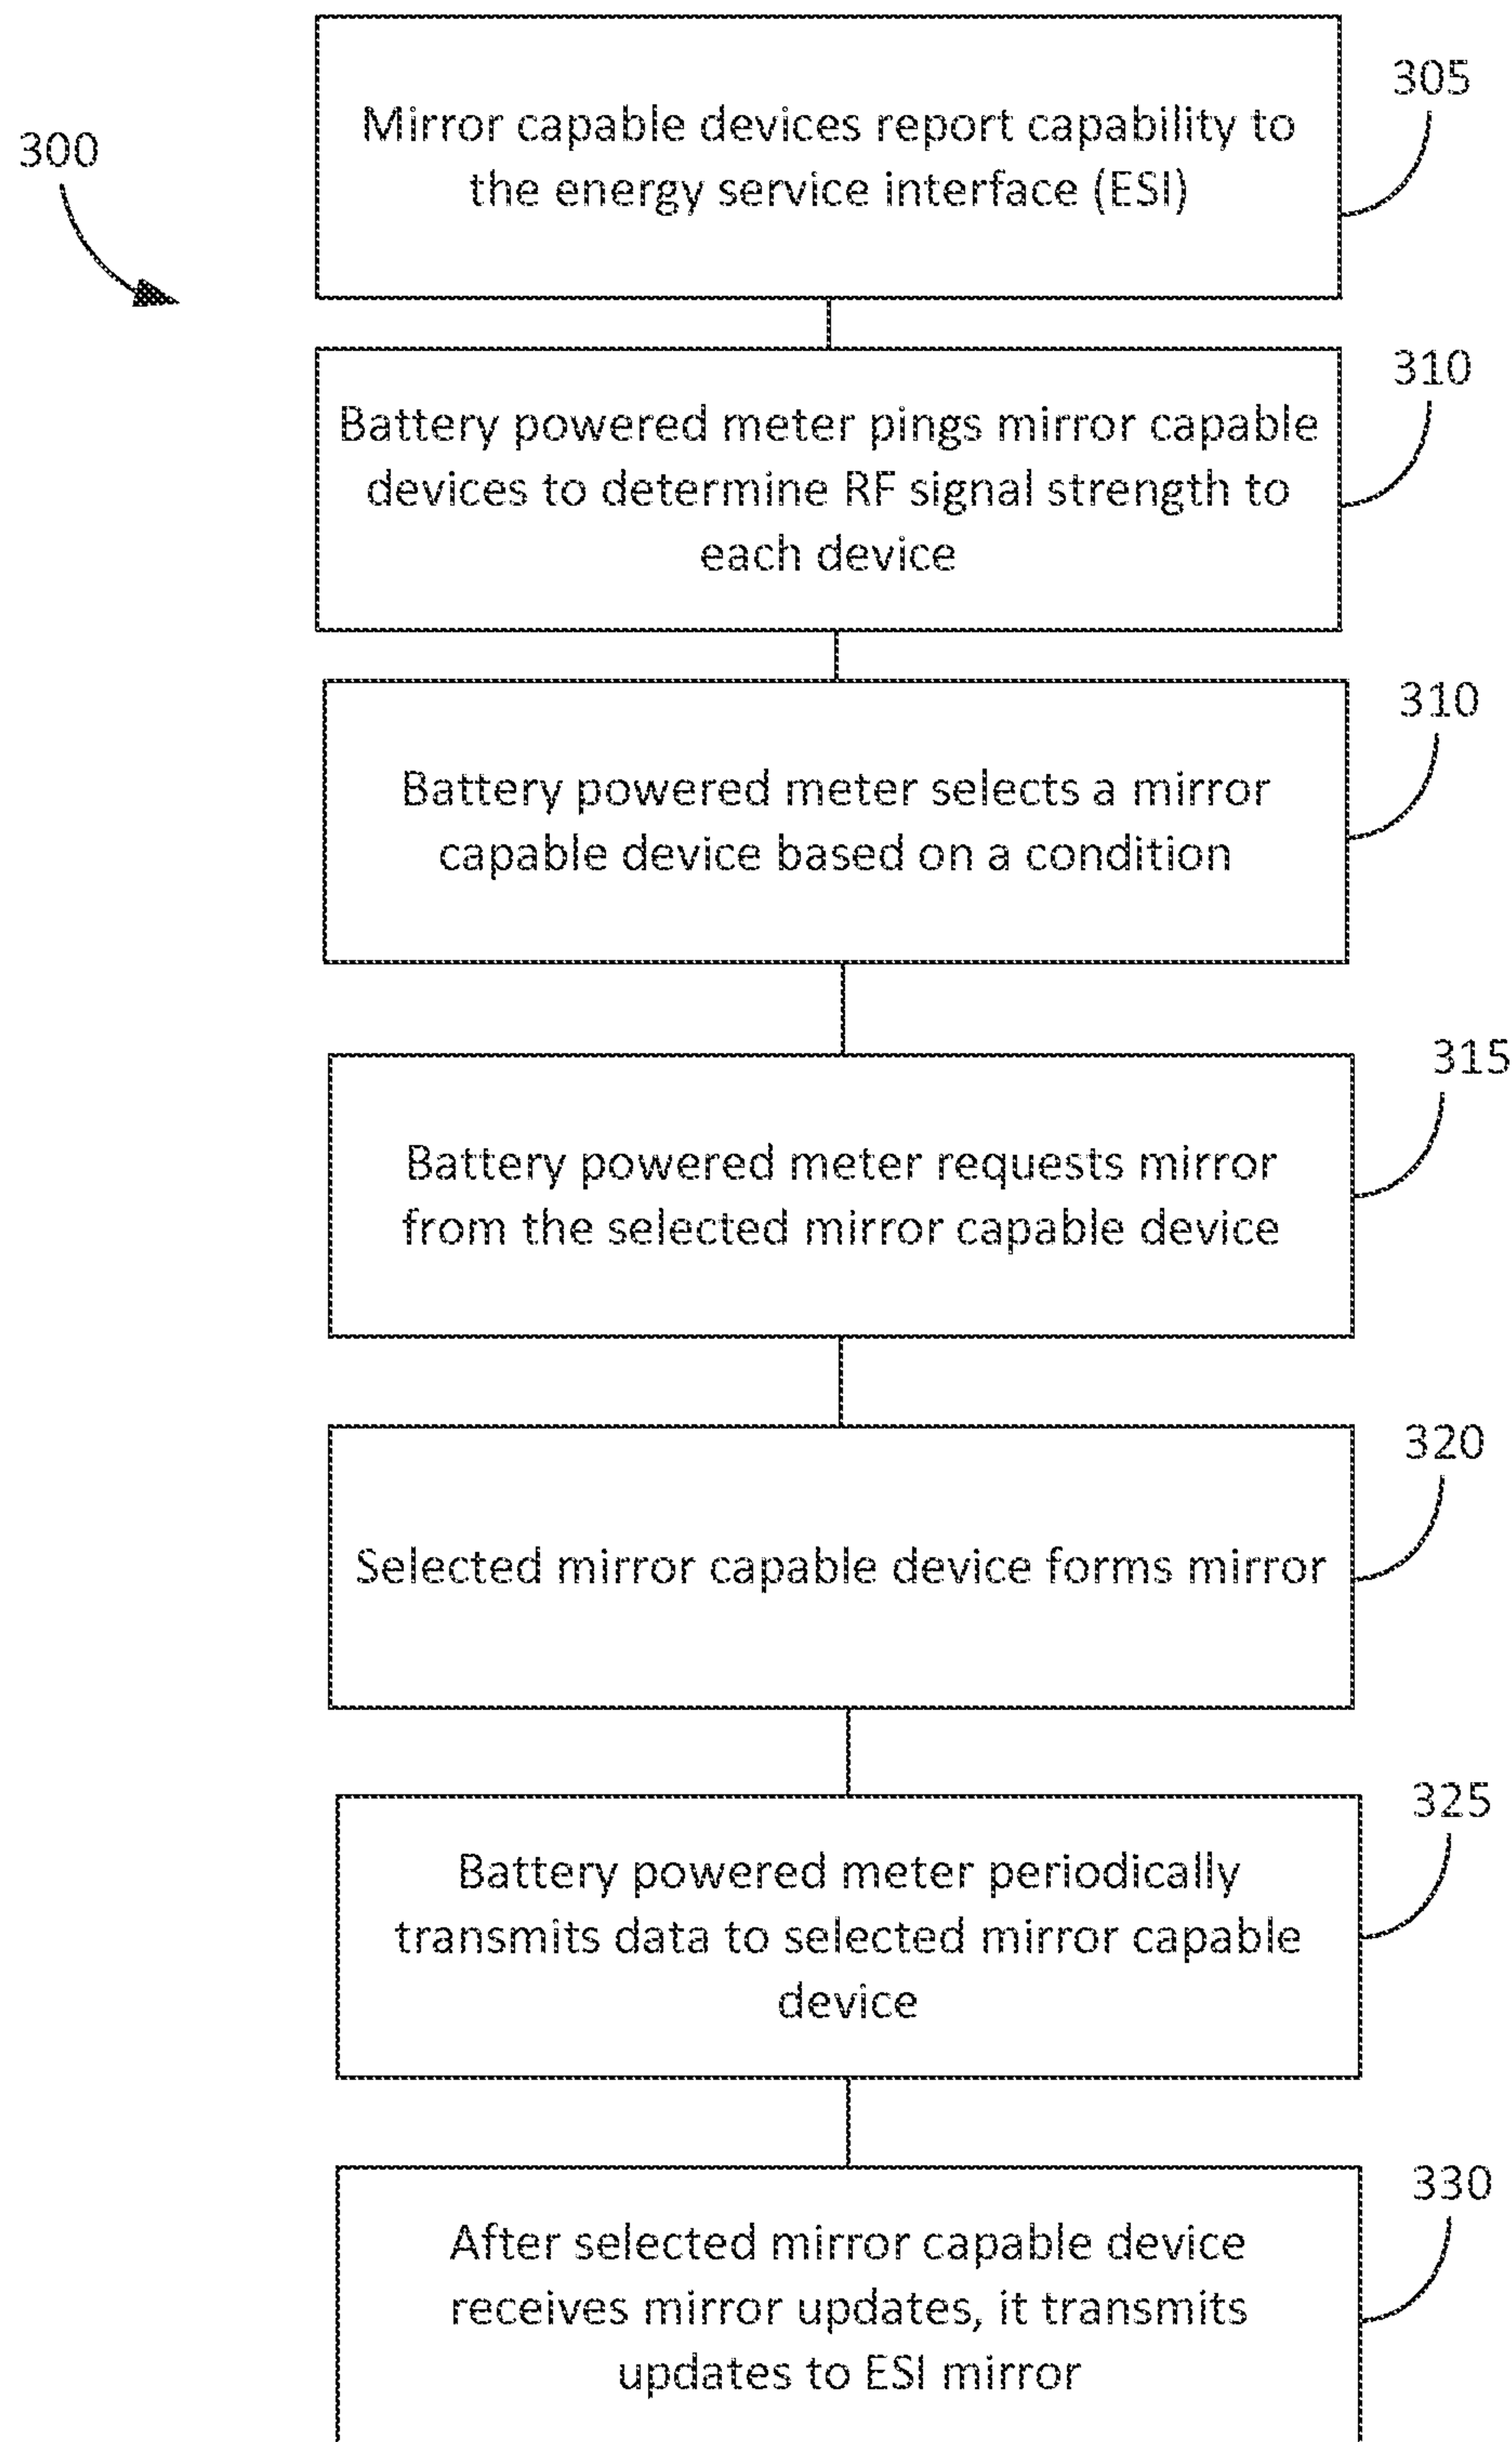 300
305
Mirror capable devices report capability to
the energy service interface (ESI)
310
Battery powered meter pings mirror capable
devices to determine RF signal strength to
each device
310
Battery powered meter selects a mirror
capable device based on a condition
315
Battery powered meter requests mirror
from the selected mirror capable device
320
Selected mirror capable device forms mirror
325
Battery powered meter periodically
transmits data to selected mirror capable
device
330
After selected mirror capable device
receives mirror updates, it transmits
updates to ESI mirror